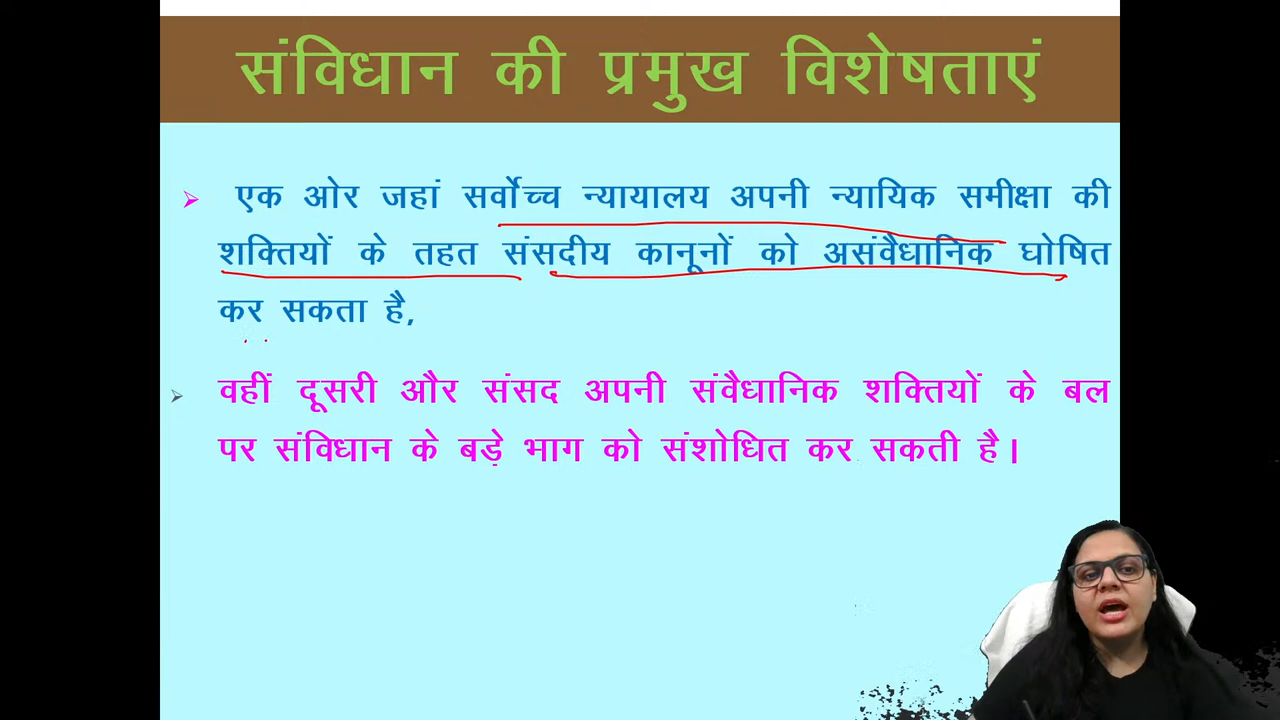 संविधान की प्रमुख विशेषताएं
एक ओर जहां सर्वोच्च न्यायालय अपनी न्यायिक समीक्षा की
शक्तियों के तहत संसदीय कानूनों को असंवैधानिक घोषित
कर सकता है,
वहीं दूसरी और संसद अपनी संवैधानिक शक्तियों के बल
पर संविधान के बड़े भाग को संशोधित कर सकती है।